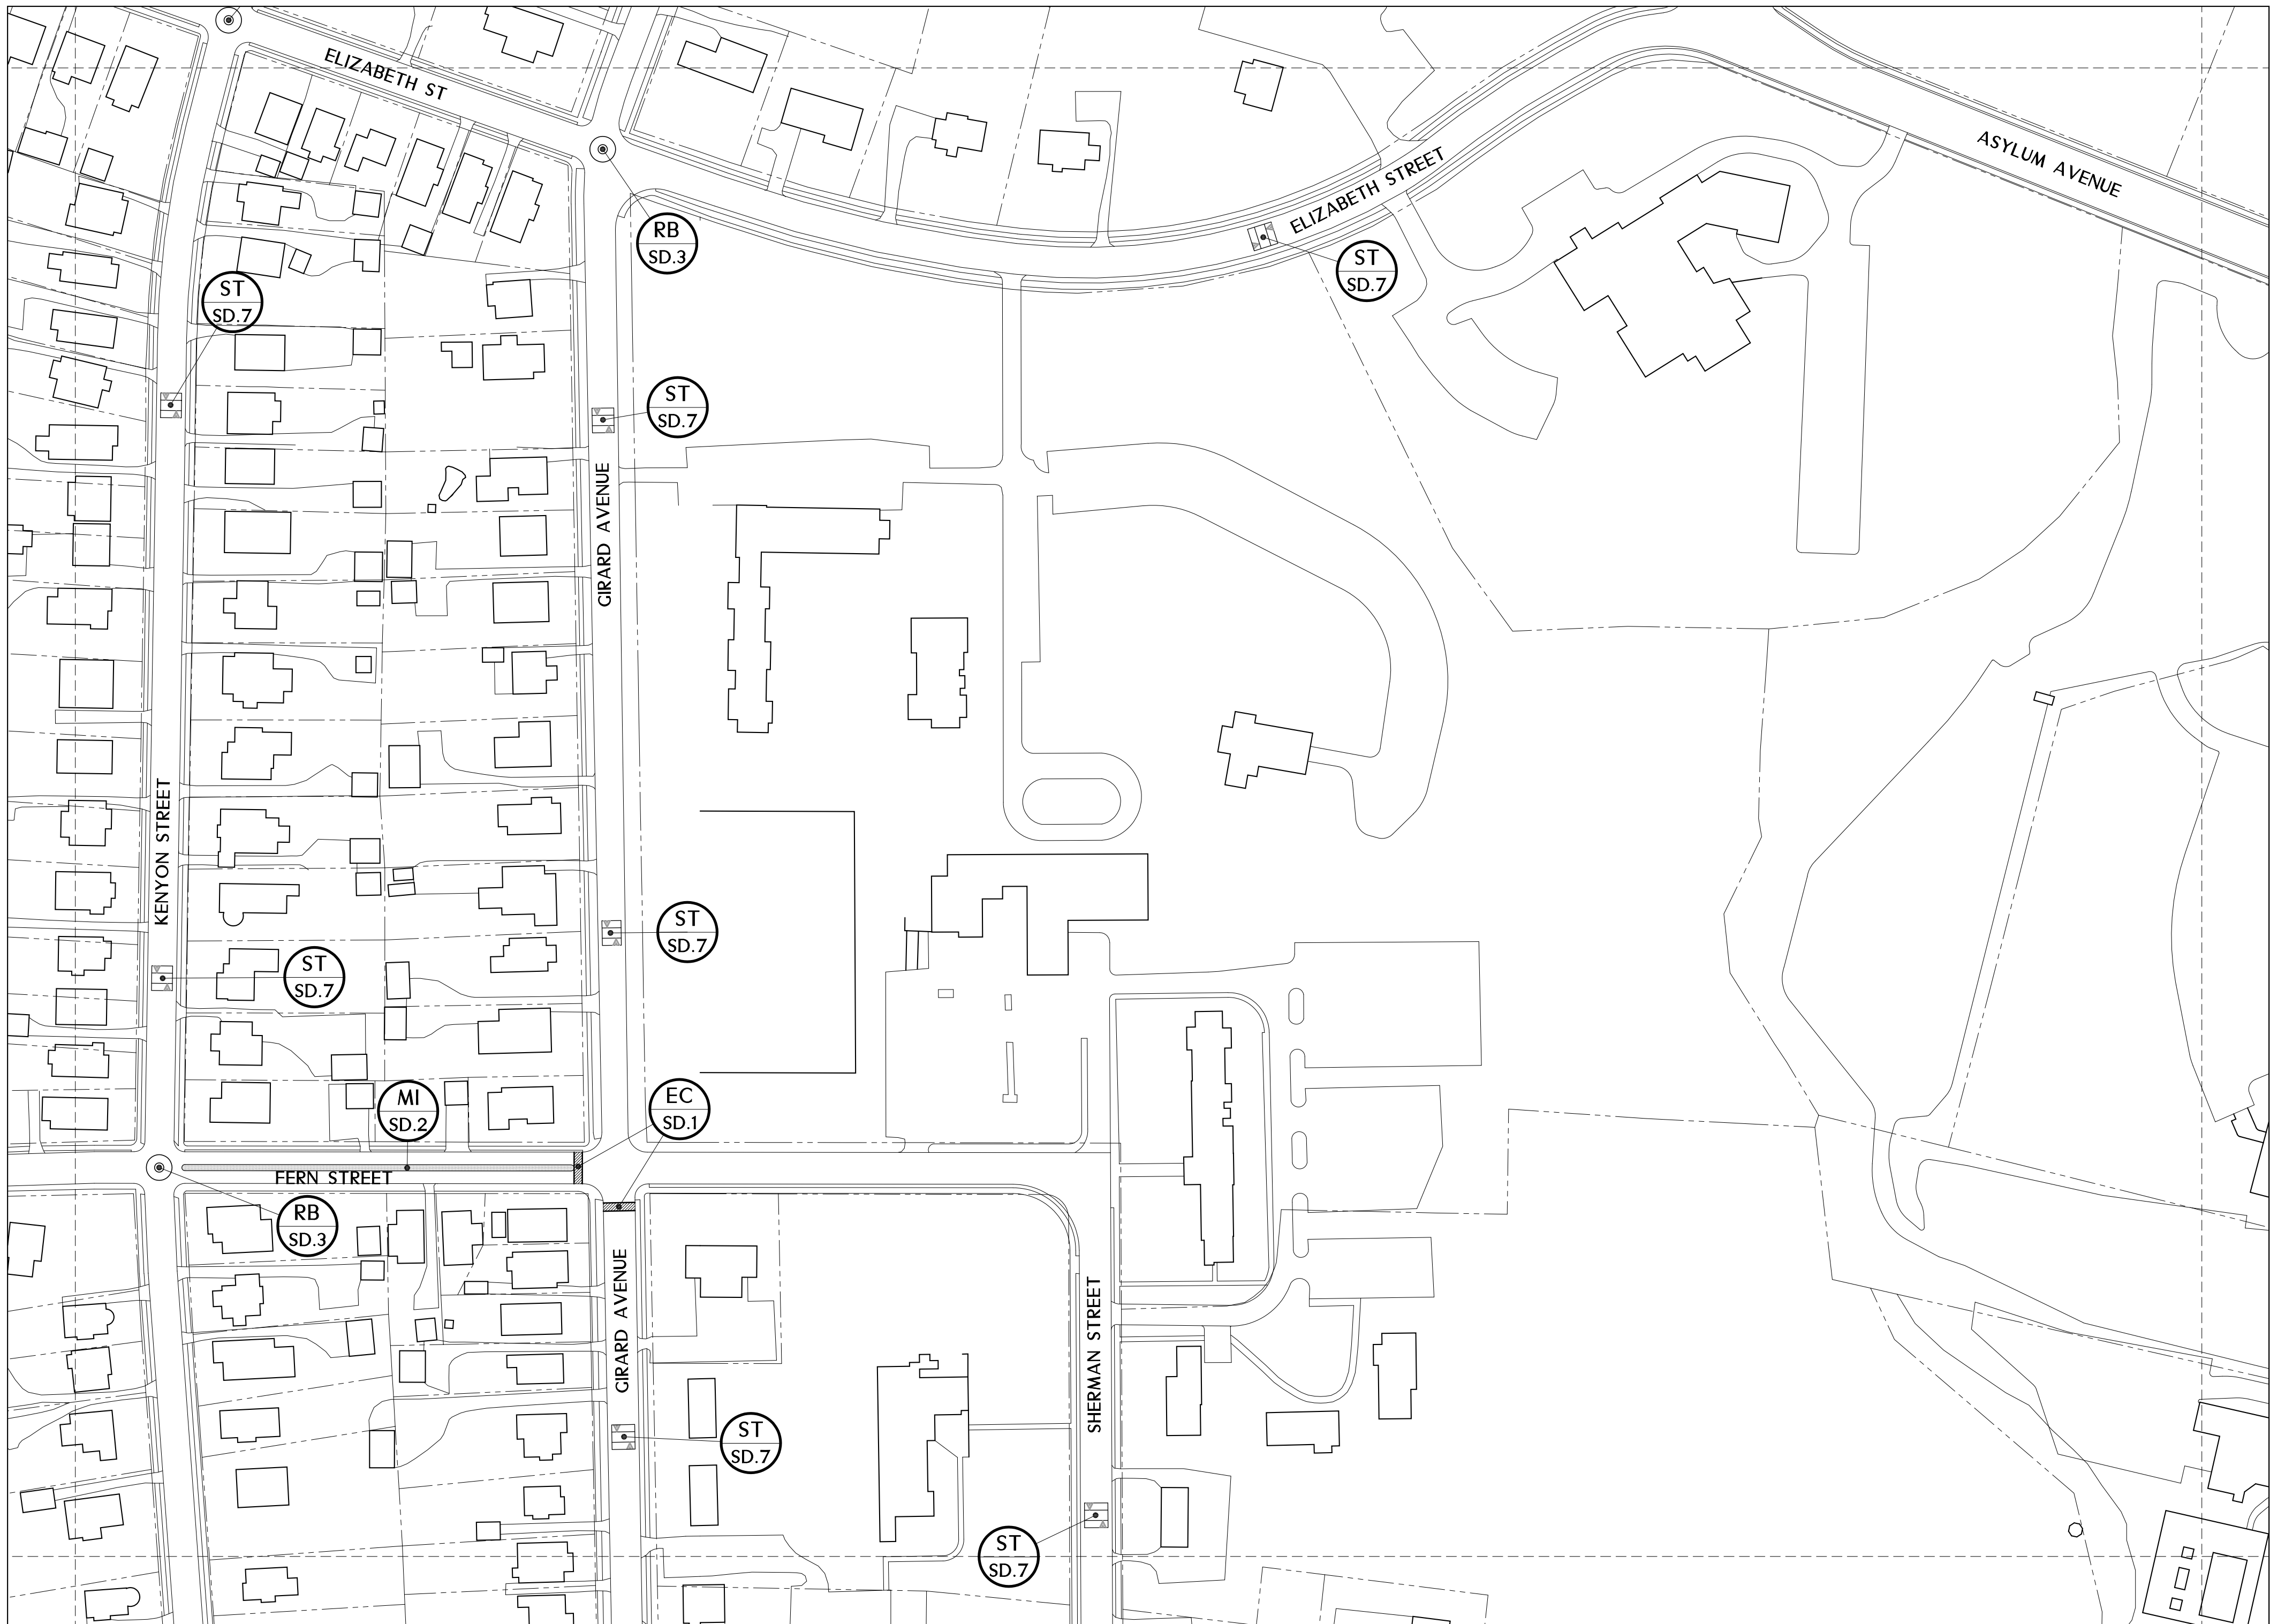 ELIZABETH ST
ASYLUM AVENUE
ELIZABETH STREET
RB
SD.3
ST
SD.7
ST
SD.7
ST
SD.7
GIRARD AVENUE
KENYON STREET
ST
SD.7
ST
SD.7
MI
SD.2
EC
SD.1
FERN STREET
RB
SD.3
GIRARD AVENUE
SHERMAN STREET
ST
SD.7
ST
SD.7